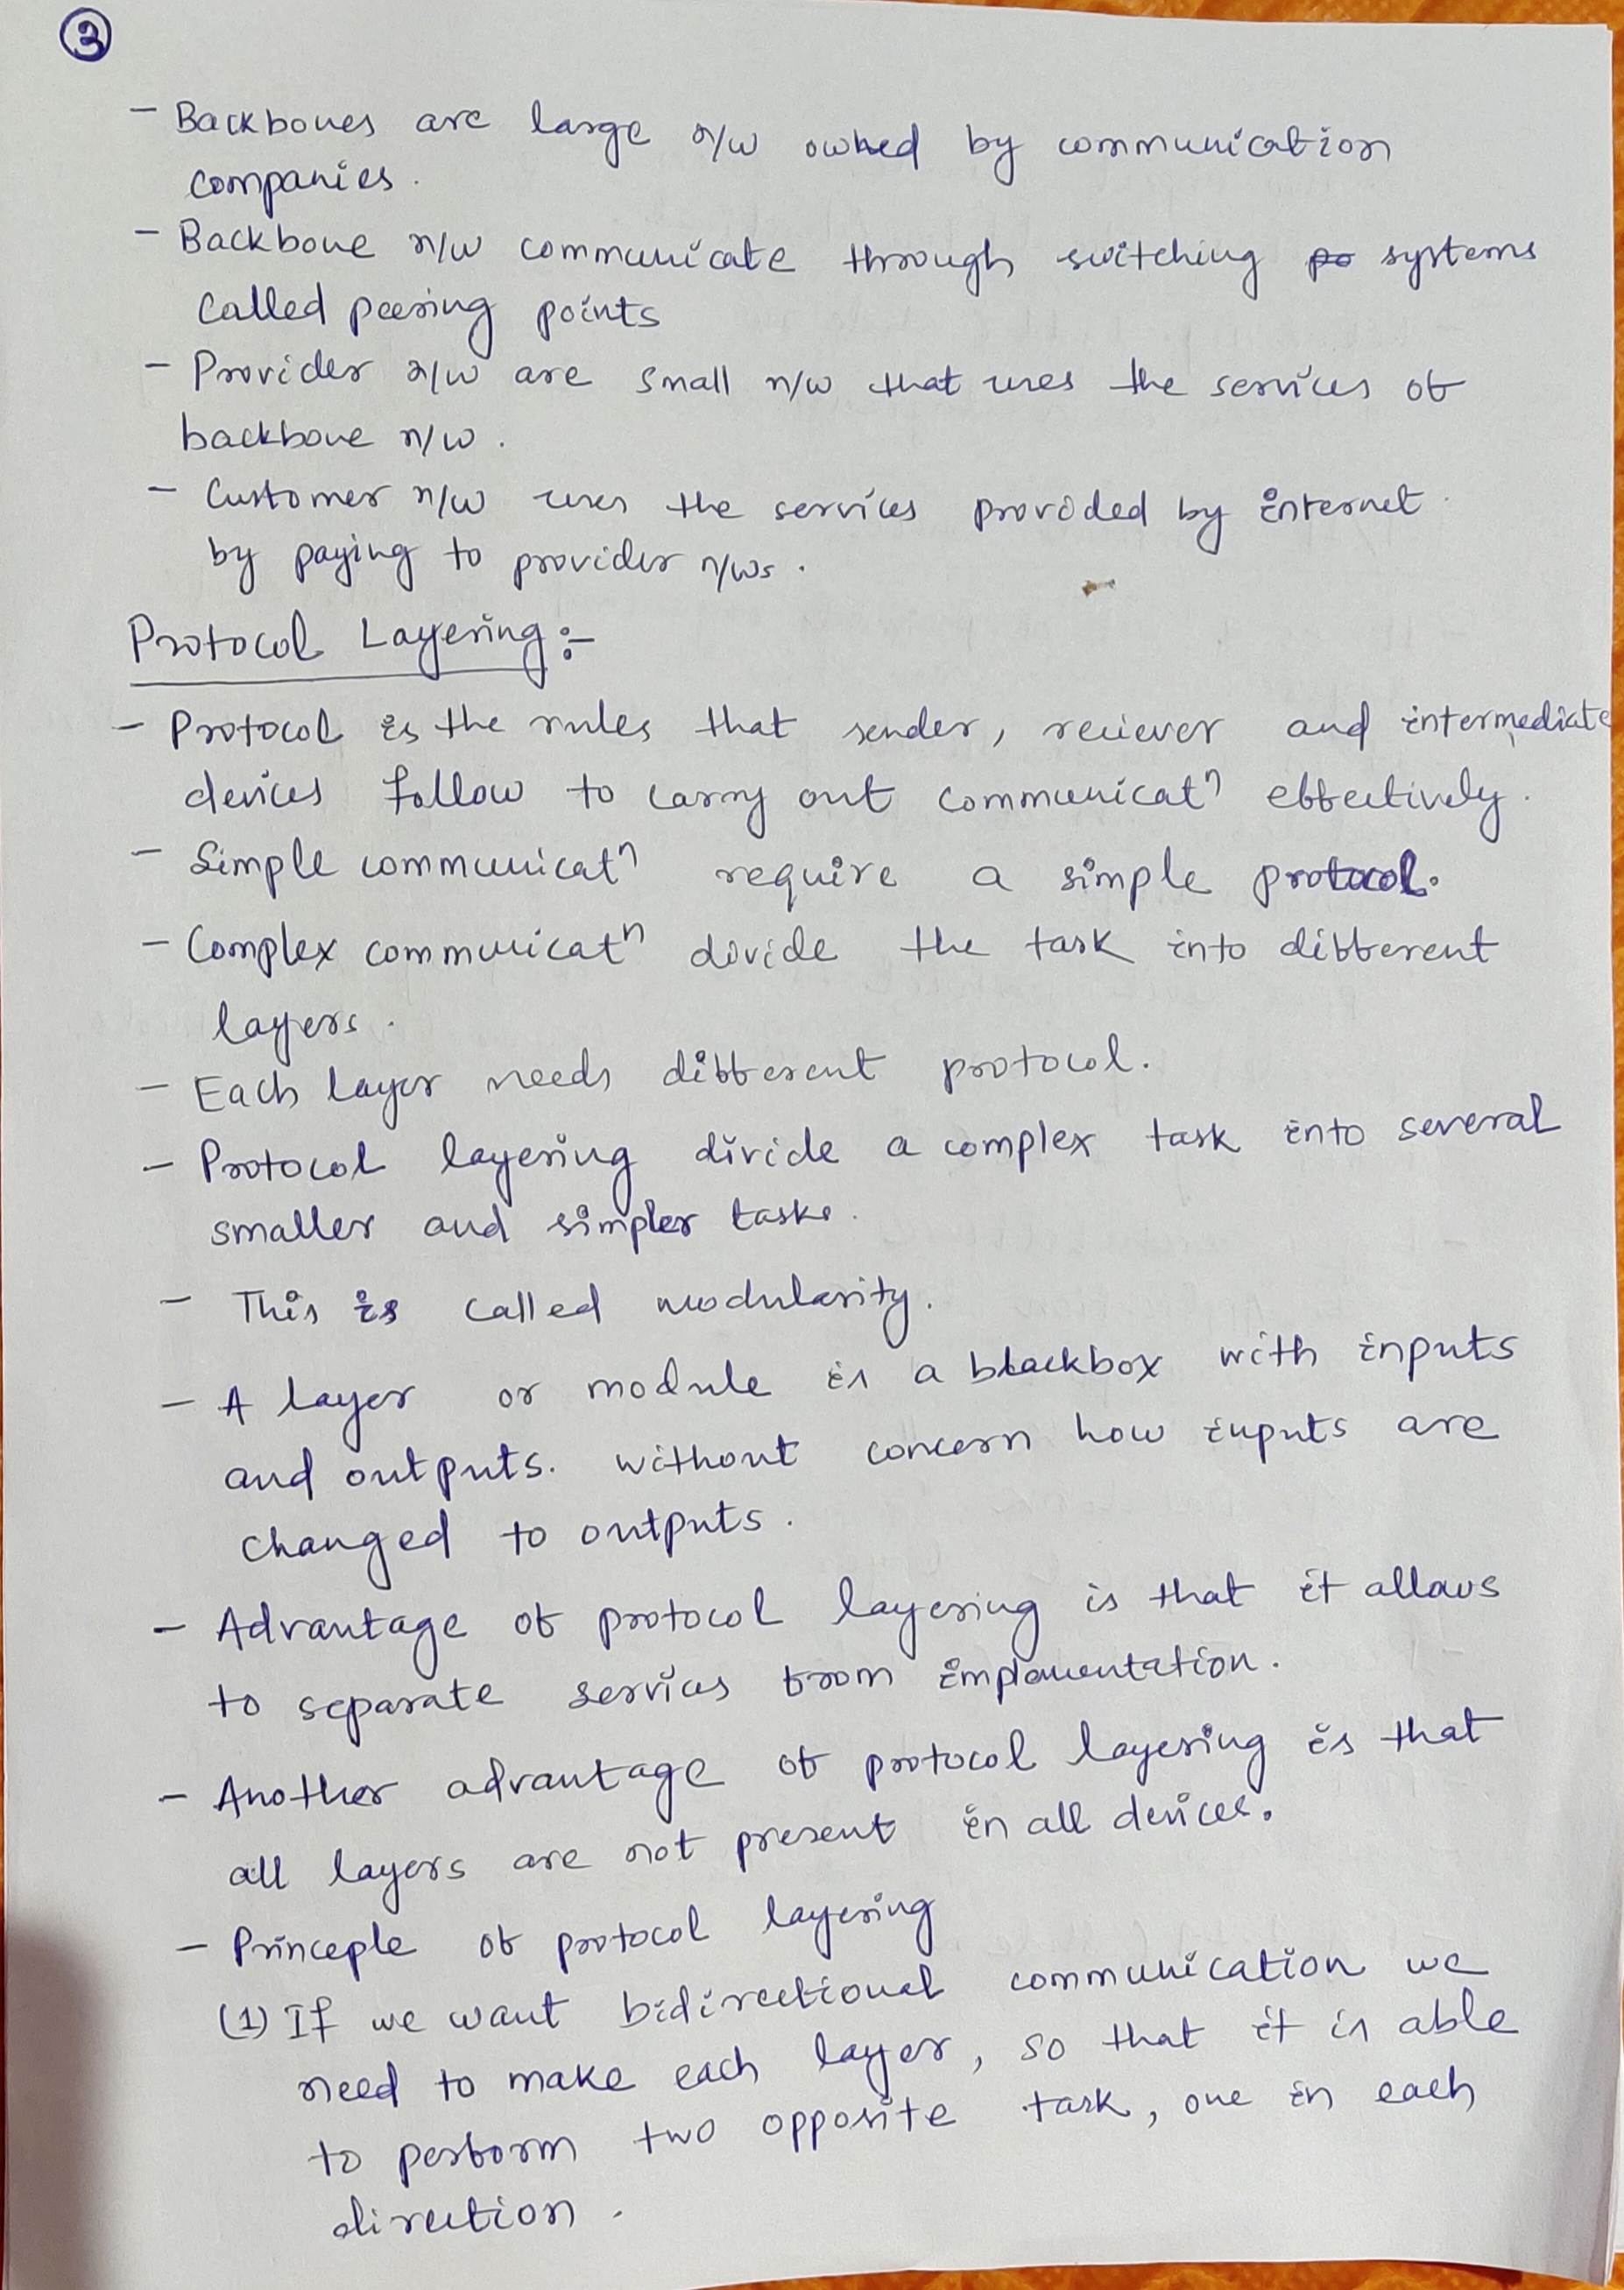 3
- Backbones are large n/w owned by communication
companies.
- Backbone n/w communicate through switching systems
called peering points
- Provider n/w are small n/w that uses the services of
backbone n/w.
- Customer n/w uses the services provided by internet
by paying to provider n/ws.
Protocol Layering:-
- Protocol is the rules that sender, reciever and intermediate
devices follow to carry out communicatⁿ effectively.
- Simple communicatⁿ require a simple protocol.
- Complex communicatⁿ divide the task into different
layers.
- Each layer needs different protocol.
- Protocol layering divide a complex task into several
smaller and simpler tasks.
- This is called modularity.
- A layer or module is a blackbox with inputs
and outputs. without concern how inputs are
changed to outputs.
- Advantage of protocol layering is that it allows
to separate services from implementation.
- Another advantage of protocol layering is that
all layers are not present in all devices.
- Principle of protocol layering
(1) If we want bidirectional communication we
need to make each layer, so that it is able
to perform two opposite task, one in each
direction.